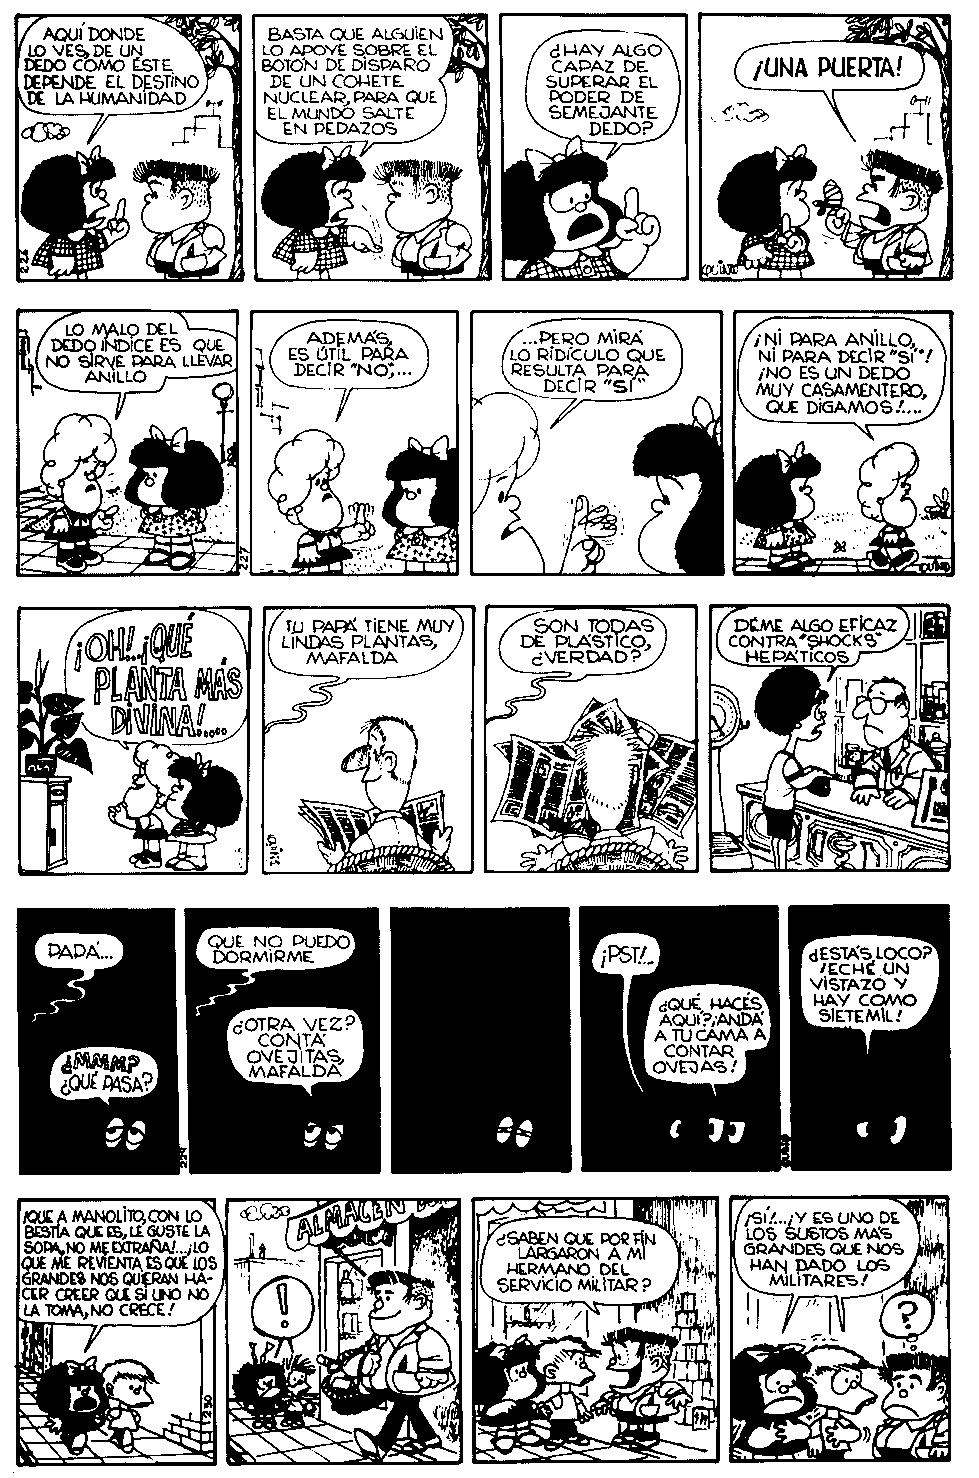 AQUÍ DONDE
LO VES, DE UN
DEDO COMO ÉSTE
DEPENDE EL DESTINO
DE LA HUMANIDAD
BASTA QUE ALGUIEN
LO APOYE SOBRE EL
BOTÓN DE DISPARO
DE UN COHETE
NUCLEAR, PARA QUE
EL MUNDO SALTE
EN PEDAZOS
¿HAY ALGO
CAPAZ DE
SUPERAR EL
PODER DE
SEMEJANTE
DEDO?
¡UNA PUERTA!
226
QUINO
LO MALO DEL
DEDO ÍNDICE ES QUE
NO SIRVE PARA LLEVAR
ANILLO
ADEMÁS,
ES ÚTIL PARA
DECIR "NO",...
...PERO MIRÁ
LO RIDÍCULO QUE
RESULTA PARA
DECIR "SÍ"
¡NI PARA ANILLO,
NI PARA DECIR "SÍ"!
¡NO ES UN DEDO
MUY CASAMENTERO,
QUE DIGAMOS!....
227
QUINO
¡OH!..¡QUÉ
PLANTA MÁS
DIVINA!.....
TU PAPÁ TIENE MUY
LINDAS PLANTAS,
MAFALDA
SON TODAS
DE PLÁSTICO,
¿VERDAD?
DÉME ALGO EFICAZ
CONTRA "SHOCKS"
HEPÁTICOS
PAPÁ...
¿MMMM?
¿QUÉ PASA?
QUE NO PUEDO
DORMIRME
¿OTRA VEZ?
CONTÁ
OVEJITAS,
MAFALDA
¡PST!..
¿QUÉ HACÉS
AQUÍ?¡ANDÁ
A TU CAMA A
CONTAR
OVEJAS!
¿ESTÁS LOCO?
¡ECHÉ UN
VISTAZO Y
HAY COMO
SIETEMIL!
229
QUINO
¡QUE A MANOLITO, CON LO
BESTIA QUE ES, LE GUSTE LA
SOPA, NO ME EXTRAÑA!...¡LO
QUE ME REVIENTA ES QUE LOS
GRANDES NOS QUIERAN HA-
CER CREER QUE SI UNO NO
LA TOMA, NO CRECE!
230
ALMACÉN
!
¿SABEN QUE POR FIN
LARGARON A MI
HERMANO DEL
SERVICIO MILITAR?
¡SÍ!...¡Y ES UNO DE
LOS SUSTOS MÁS
GRANDES QUE NOS
HAN DADO LOS
MILITARES!
?